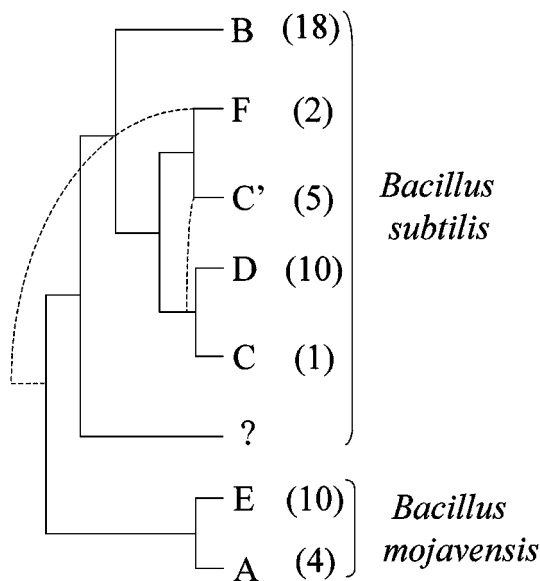 B (18)
F (2)
C’ (5)
D (10)
C (1)
?
Bacillus
subtilis
E (10)
A (4)
Bacillus
mojavensis